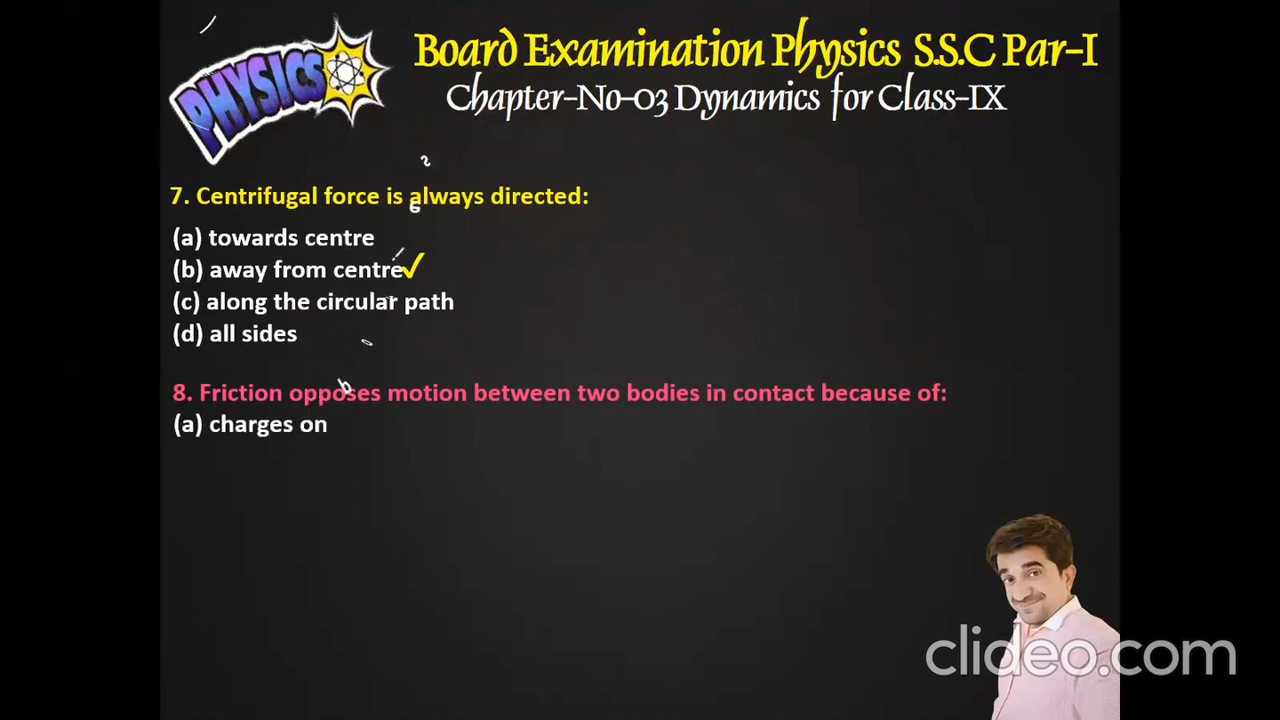 PHYSICS
Board Examination Physics S.S.C Par-I
Chapter-No-03 Dynamics for Class-IX
7. Centrifugal force is always directed:
(a) towards centre
(b) away from centre✓
(c) along the circular path
(d) all sides
8. Friction opposes motion between two bodies in contact because of:
(a) charges on
clideo.com